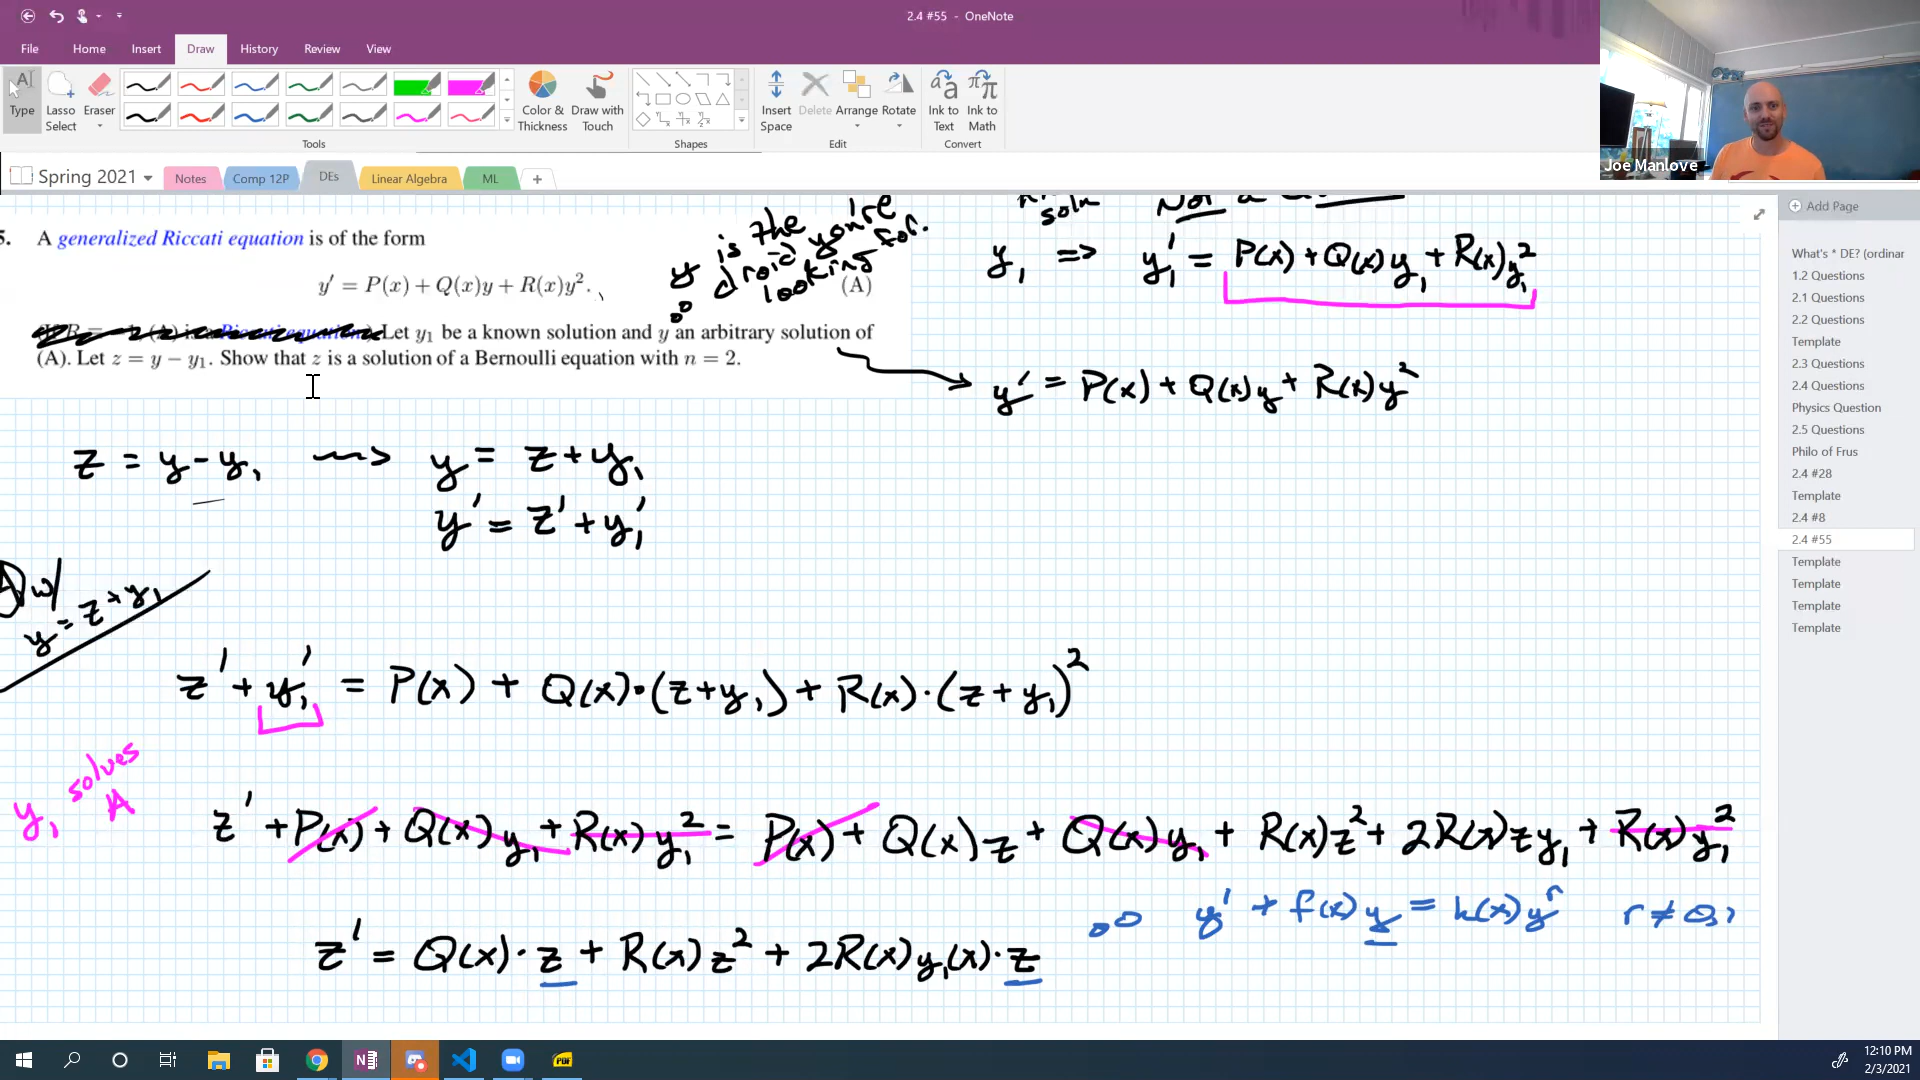 2.4 #55 - OneNote
File Home Insert Draw History Review View
Type
Lasso Select
Eraser
Color & Thickness
Draw with Touch
Insert Space
Delete
Arrange
Rotate
Ink to Text
Ink to Math
Tools
Shapes
Edit
Convert
Joe Manlove
Spring 2021
Notes
Comp 12P
DEs
Linear Algebra
ML
+
Add Page
What's * DE? (ordinar
1.2 Questions
2.1 Questions
2.2 Questions
Template
2.3 Questions
2.4 Questions
Physics Question
2.5 Questions
Philo of Frus
2.4 #28
Template
2.4 #8
2.4 #55
Template
Template
Template
Template
5. A generalized Riccati equation is of the form
y′ = P(x) + Q(x)y + R(x)y². (A)
Let y₁ be a known solution and y an arbitrary solution of
(A). Let z = y − y₁. Show that z is a solution of a Bernoulli equation with n = 2.
y is the
droid you're
looking for.
soln
Not a
y₁ => y₁′ = P(x) + Q(x)y₁ + R(x)y₁²
y′ = P(x) + Q(x)y + R(x)y²
z = y − y₁ ⇝ y = z + y₁
y′ = z′ + y₁′
A w/
y = z + y₁
z′ + y₁′ = P(x) + Q(x)·(z+y₁) + R(x)·(z+y₁)²
y₁ solves A
z′ + P(x) + Q(x)y₁ + R(x)y₁² = P(x) + Q(x)z + Q(x)y₁ + R(x)z² + 2R(x)zy₁ + R(x)y₁²
y′ + f(x)y = k(x)yʳ r ≠ 0,1
z′ = Q(x)·z + R(x)z² + 2R(x)y₁(x)·z
12:10 PM
2/3/2021